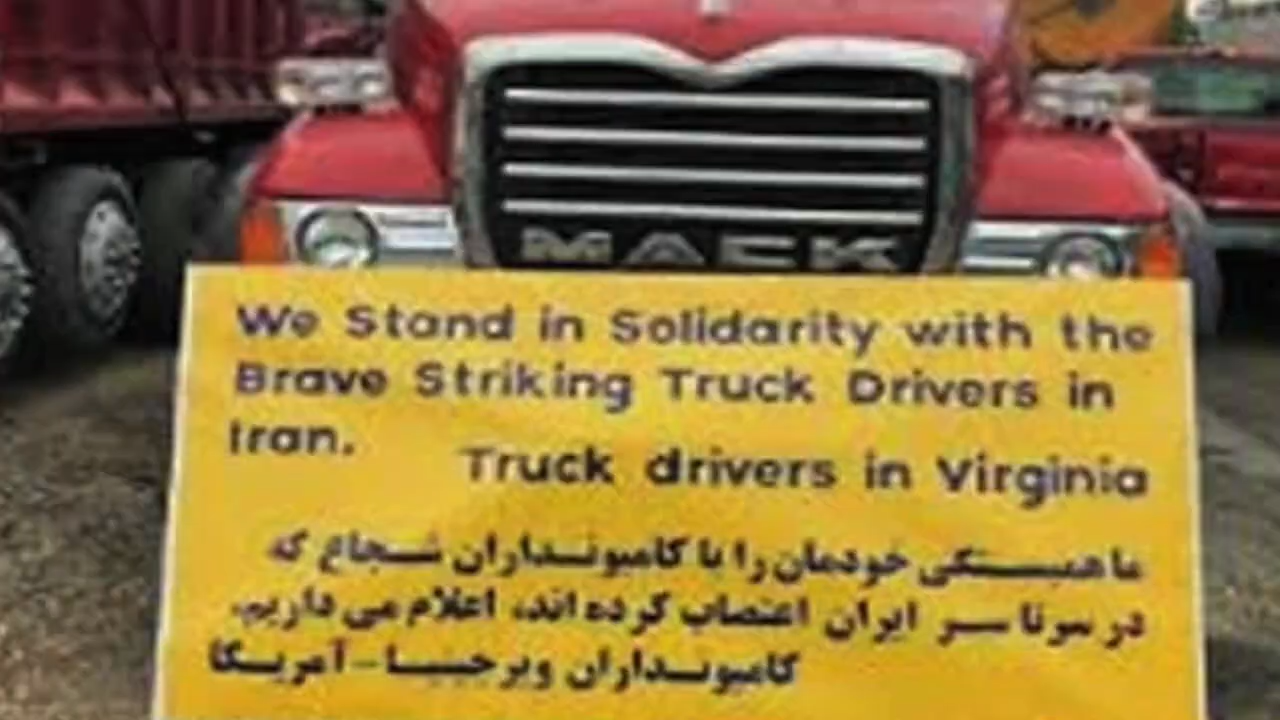 MACK
We Stand in Solidarity with the
Brave Striking Truck Drivers in
Iran.
Truck drivers in Virginia
ما همبستگی خودمان را با کامیونداران شجاع که
در سرتاسر ایران اعتصاب کرده‌اند، اعلام می داریم.
کامیونداران ویرجینیا-آمریکا